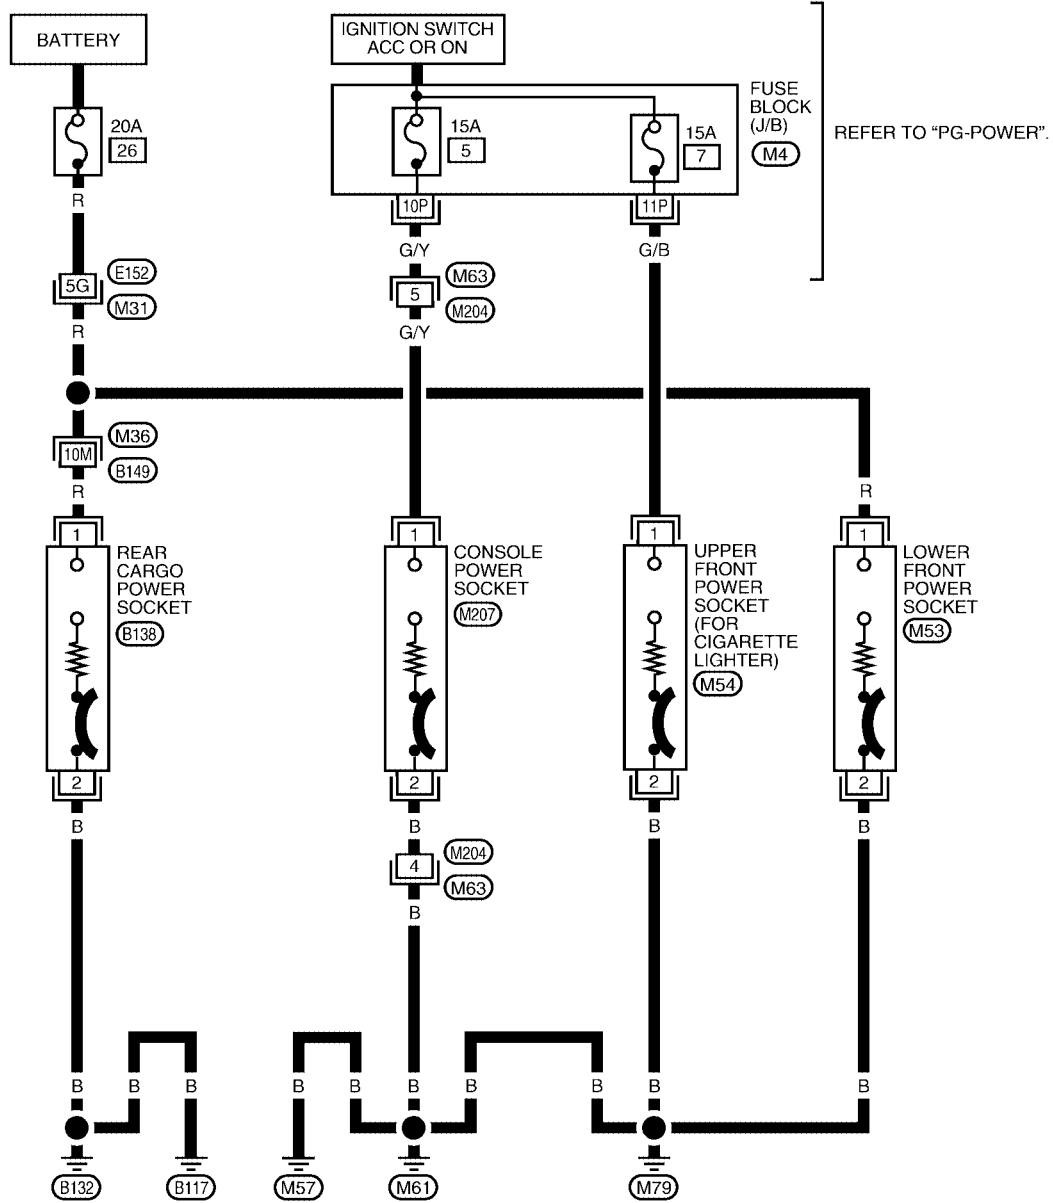 BATTERY
IGNITION SWITCH
ACC OR ON
20A
26
15A
5
15A
7
FUSE
BLOCK
(J/B)
M4
REFER TO “PG-POWER”.
R
10P
11P
G/Y
G/B
5G
E152
M31
5
M63
M204
R
G/Y
10M
M36
B149
R
R
1
1
1
1
REAR
CARGO
POWER
SOCKET
B138
CONSOLE
POWER
SOCKET
M207
UPPER
FRONT
POWER
SOCKET
(FOR
CIGARETTE
LIGHTER)
M54
LOWER
FRONT
POWER
SOCKET
M53
2
2
2
2
B
B
B
B
4
M204
M63
B
B
B
B
B
B
B
B
B
B
B
B132
B117
M57
M61
M79